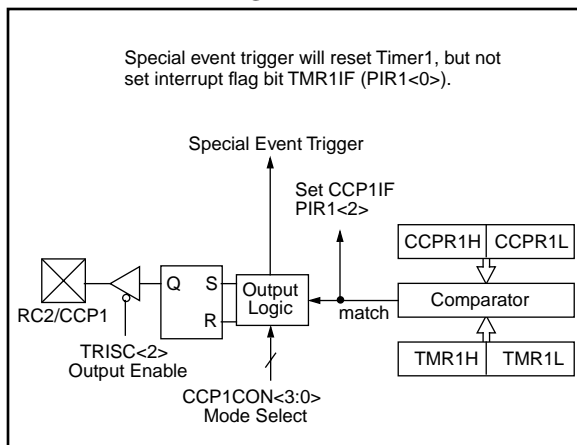 Special event trigger will reset Timer1, but not
set interrupt flag bit TMR1IF (PIR1<0>).
Special Event Trigger
Set CCP1IF
PIR1<2>
CCPR1H CCPR1L
Q S Output
Logic
R
Comparator
match
RC2/CCP1
TRISC<2>
Output Enable
TMR1H TMR1L
CCP1CON<3:0>
Mode Select